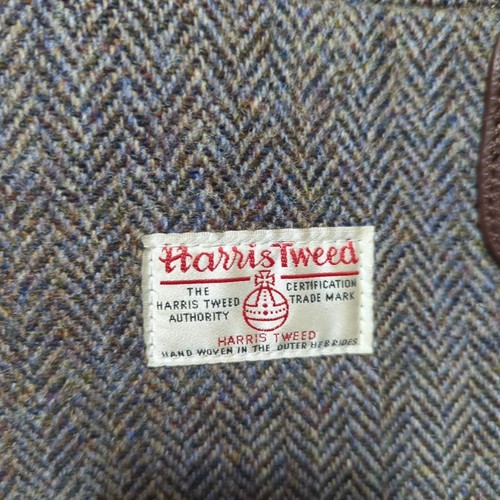 Harris Tweed
THE HARRIS TWEED AUTHORITY
CERTIFICATION TRADE MARK
HARRIS TWEED
HAND WOVEN IN THE OUTER HEBRIDES